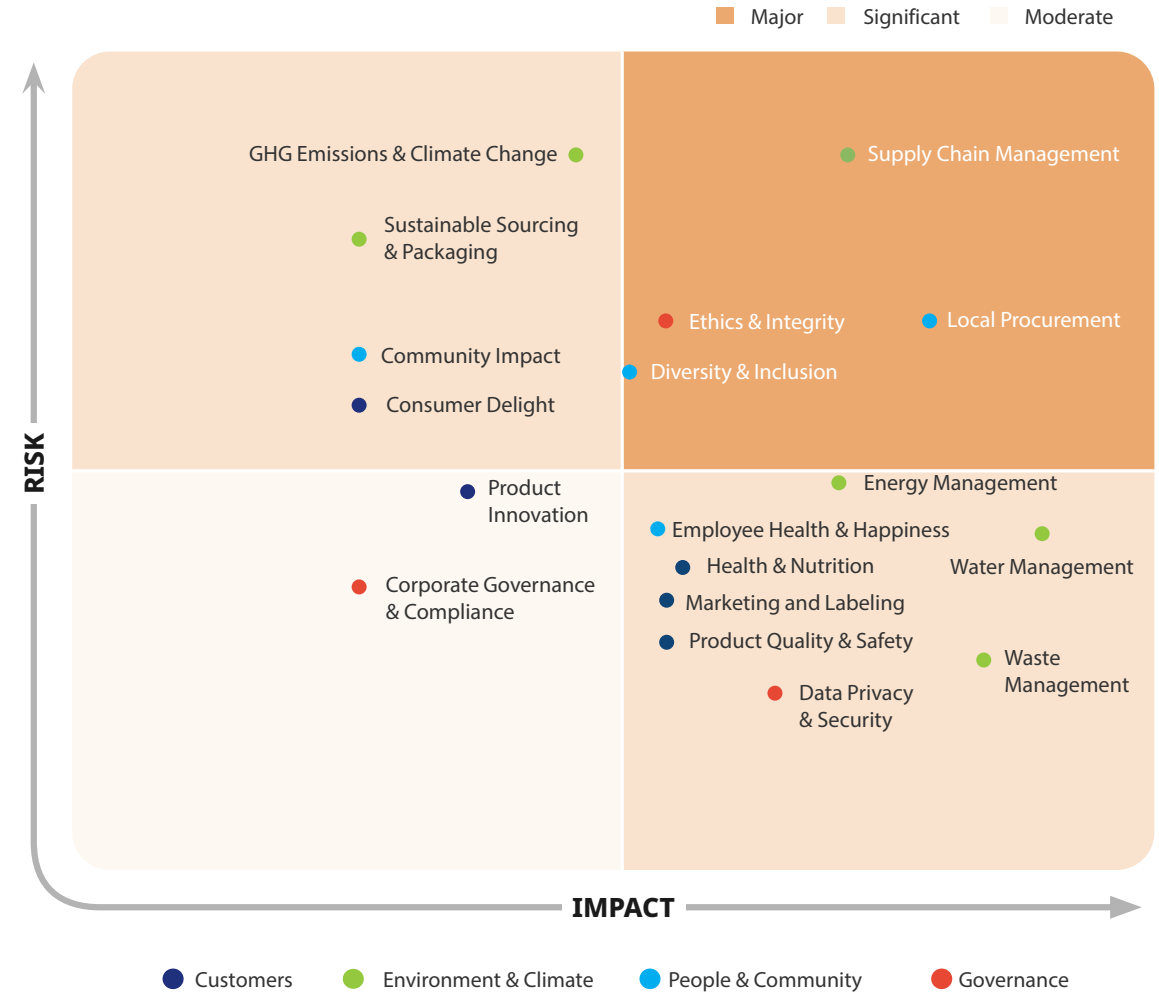 Major Significant Moderate
GHG Emissions & Climate Change
Supply Chain Management
Sustainable Sourcing
& Packaging
Ethics & Integrity
Local Procurement
Community Impact
Diversity & Inclusion
Consumer Delight
RISK
Product
Innovation
Energy Management
Employee Health & Happiness
Health & Nutrition
Water Management
Corporate Governance
& Compliance
Marketing and Labeling
Product Quality & Safety
Waste
Management
Data Privacy
& Security
IMPACT
Customers Environment & Climate People & Community Governance